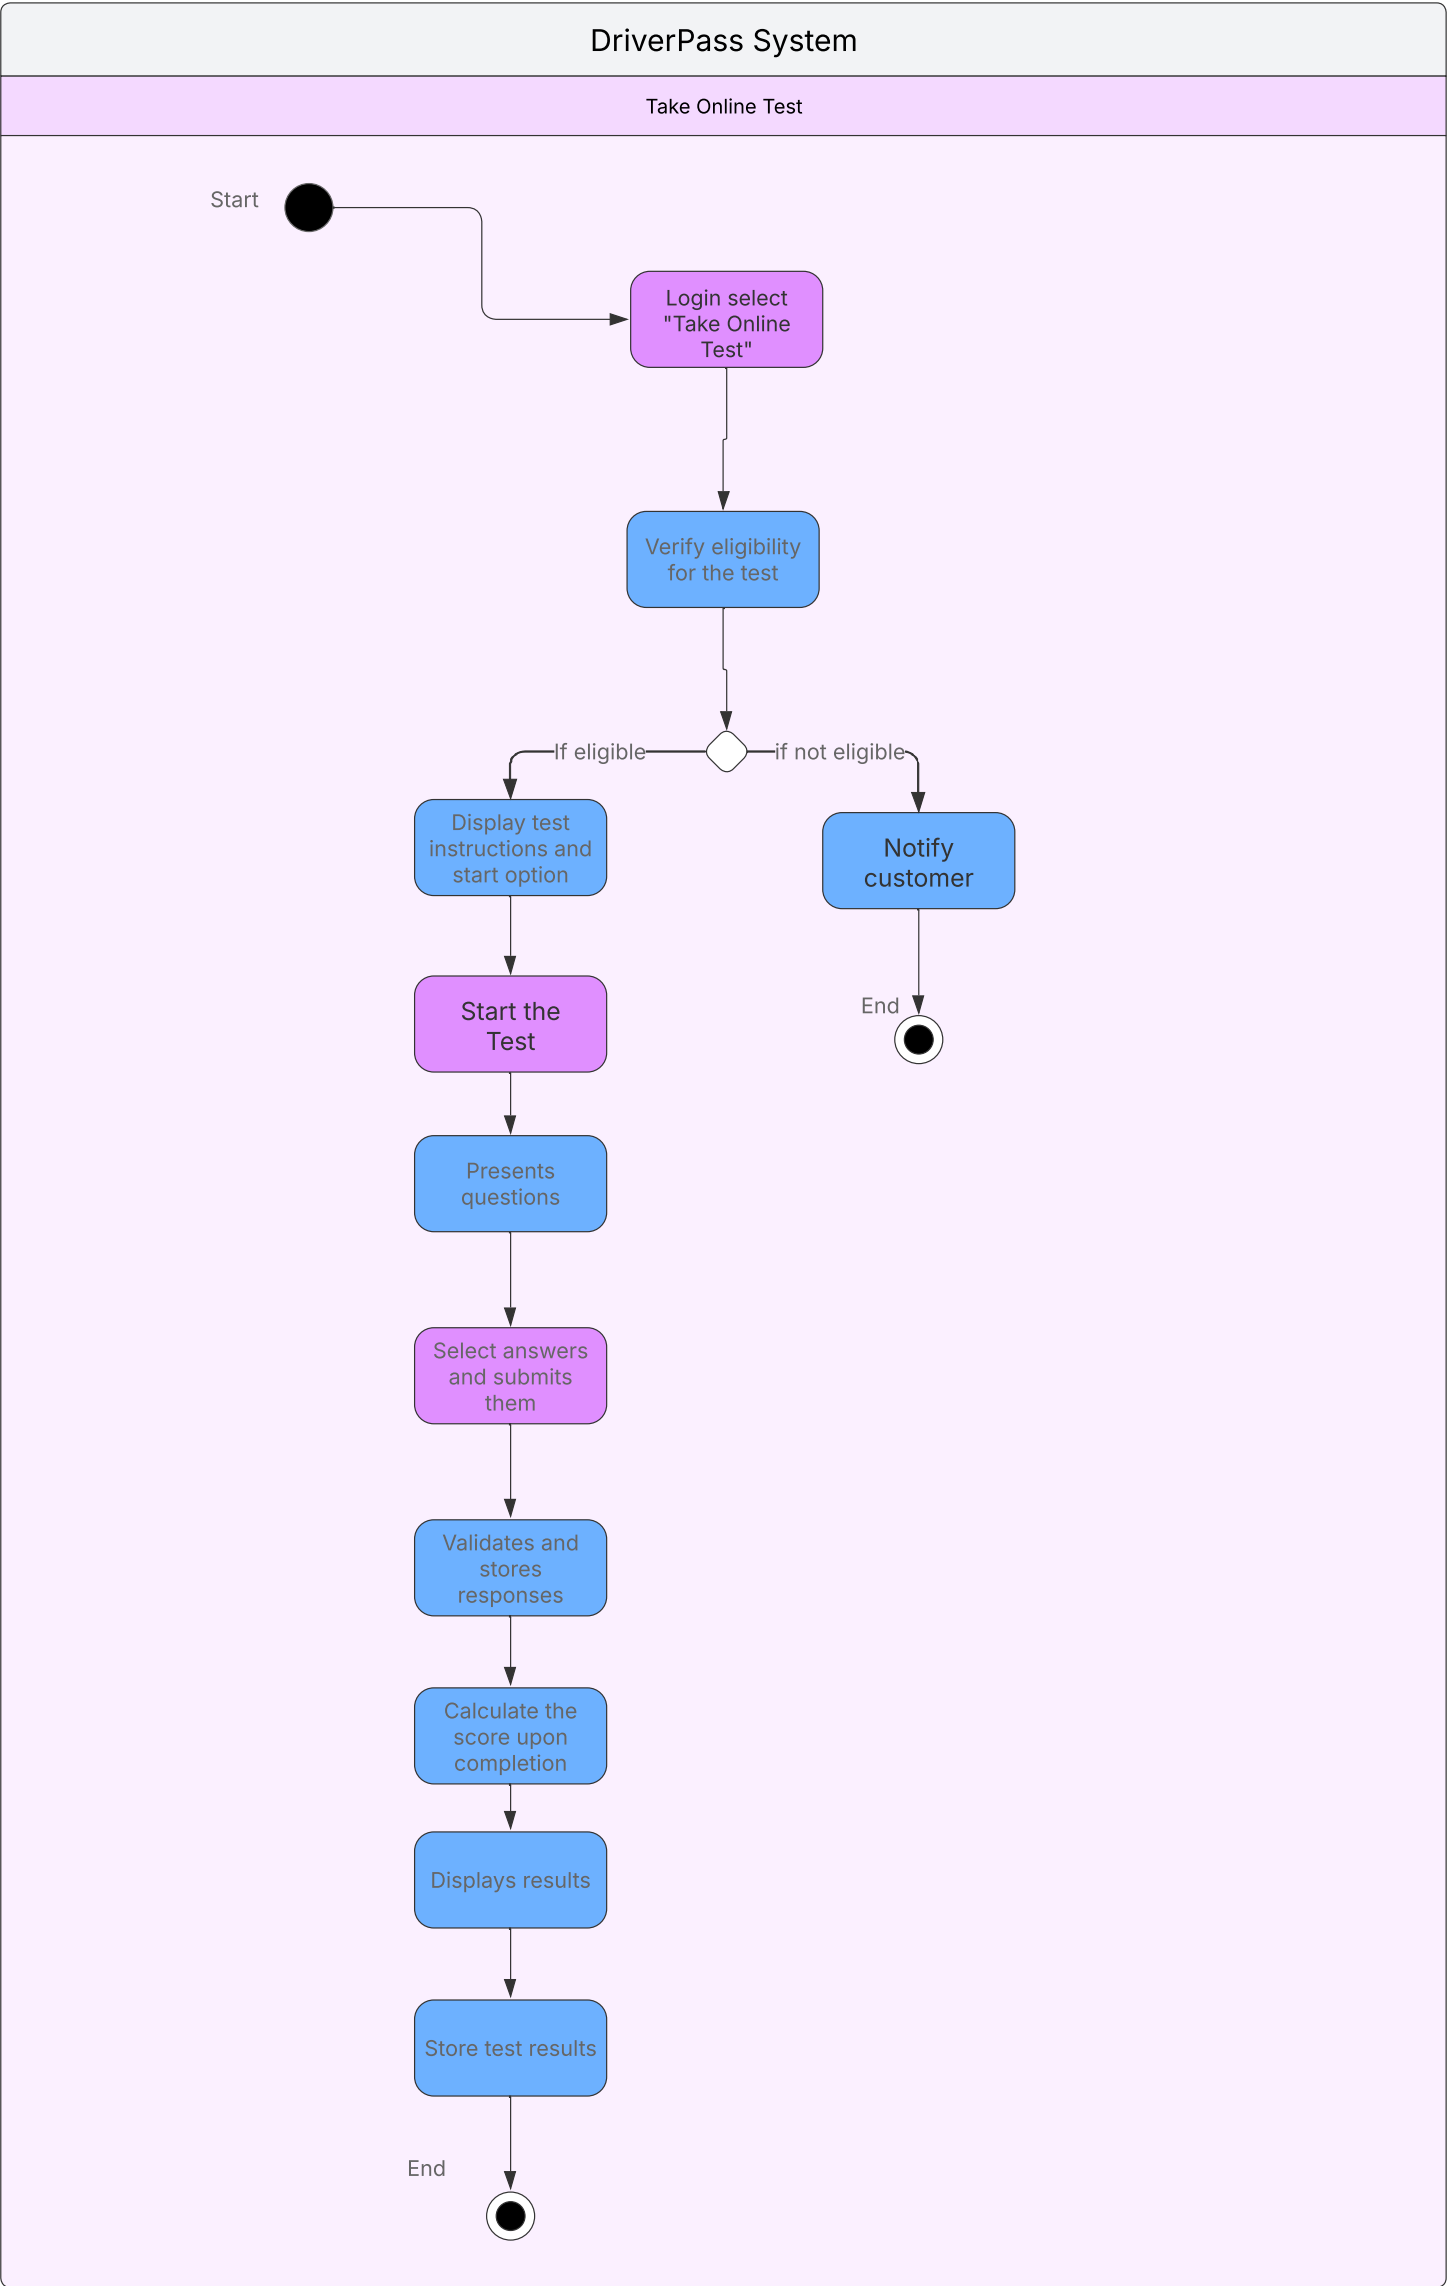 DriverPass System
Take Online Test
Start
Login select
"Take Online
Test"
Verify eligibility
for the test
If eligible
if not eligible
Display test
instructions and
start option
Notify
customer
Start the
Test
End
Presents
questions
Select answers
and submits
them
Validates and
stores
responses
Calculate the
score upon
completion
Displays results
Store test results
End